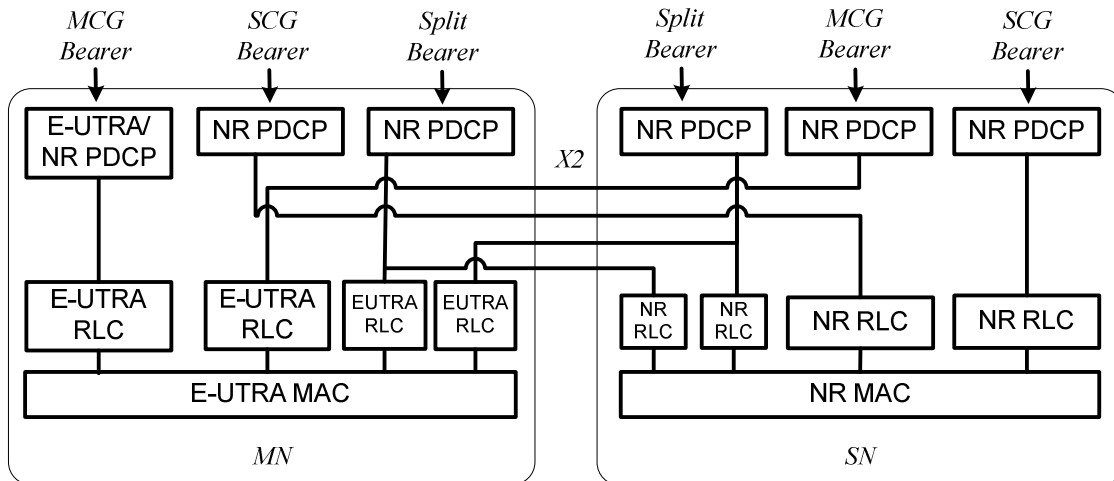 MCG
Bearer
SCG
Bearer
Split
Bearer
Split
Bearer
MCG
Bearer
SCG
Bearer
E-UTRA/
NR PDCP
NR PDCP
NR PDCP
X2
NR PDCP
NR PDCP
NR PDCP
E-UTRA
RLC
E-UTRA
RLC
EUTRA
RLC
EUTRA
RLC
NR
RLC
NR
RLC
NR RLC
NR RLC
E-UTRA MAC
NR MAC
MN
SN